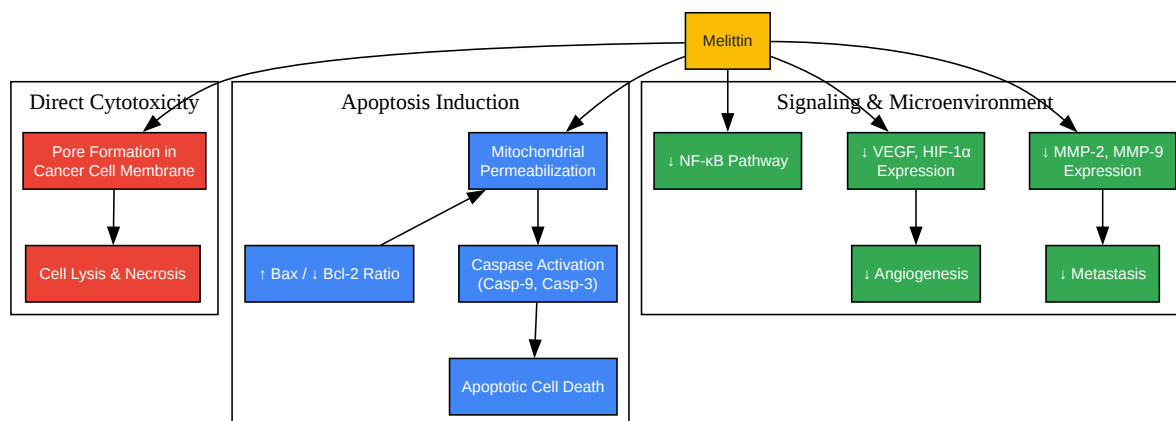 Melittin
Direct Cytotoxicity
Pore Formation in
Cancer Cell Membrane
Cell Lysis & Necrosis
Apoptosis Induction
Mitochondrial
Permeabilization
↑ Bax / ↓ Bcl-2 Ratio
Caspase Activation
(Casp-9, Casp-3)
Apoptotic Cell Death
Signaling & Microenvironment
↓ NF-κB Pathway
↓ VEGF, HIF-1α
Expression
↓ Angiogenesis
↓ MMP-2, MMP-9
Expression
↓ Metastasis